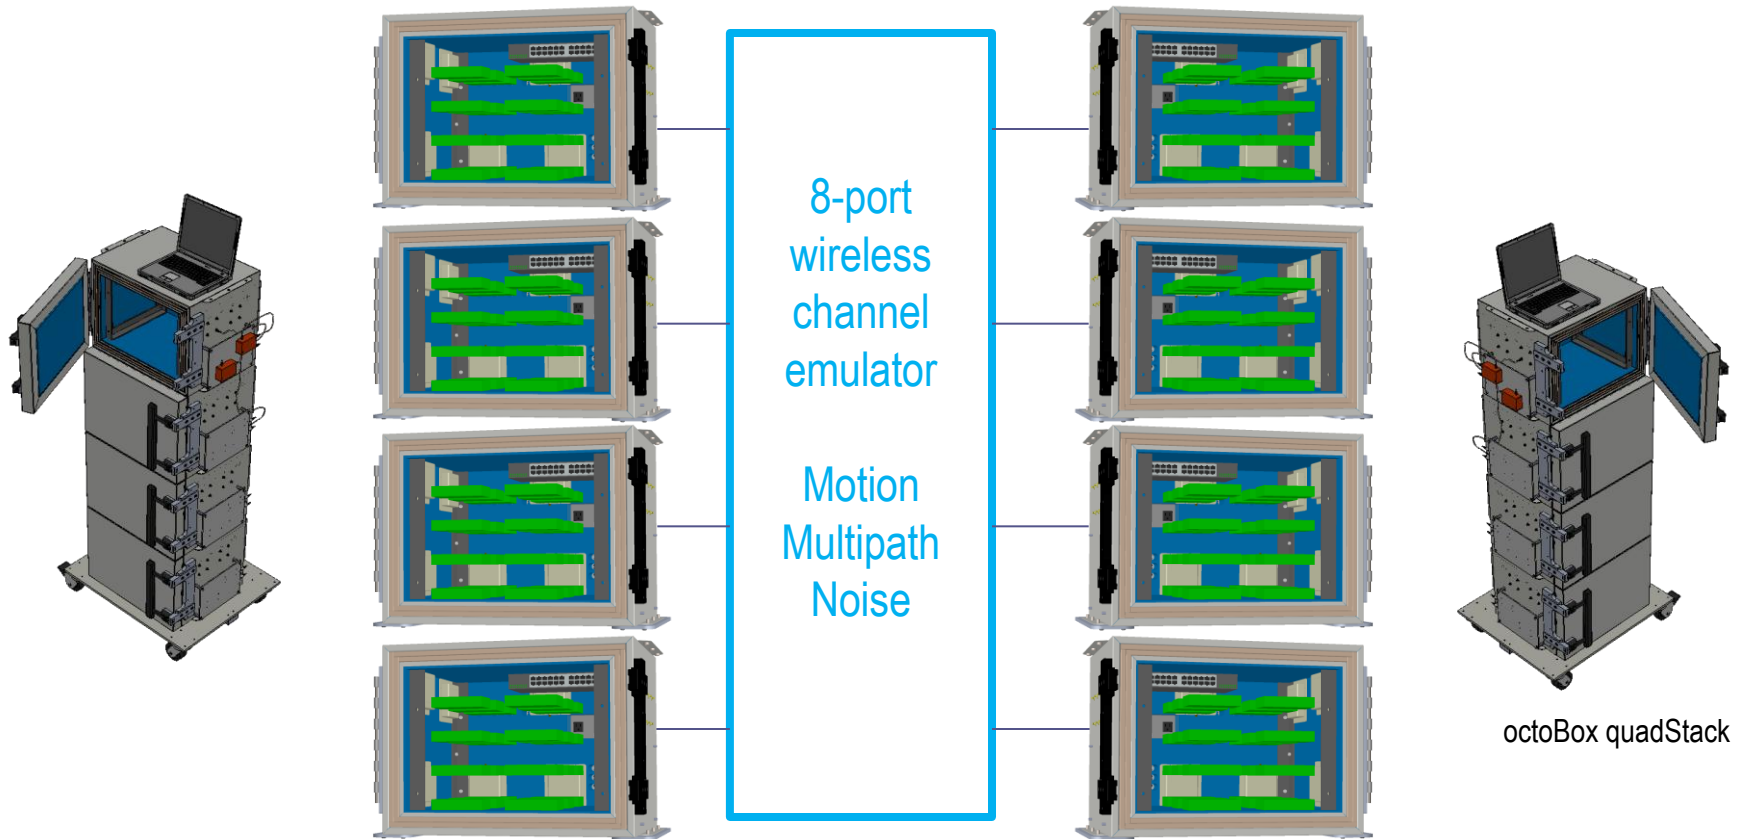 8-port
wireless
channel
emulator
Motion
Multipath
Noise
octoBox quadStack